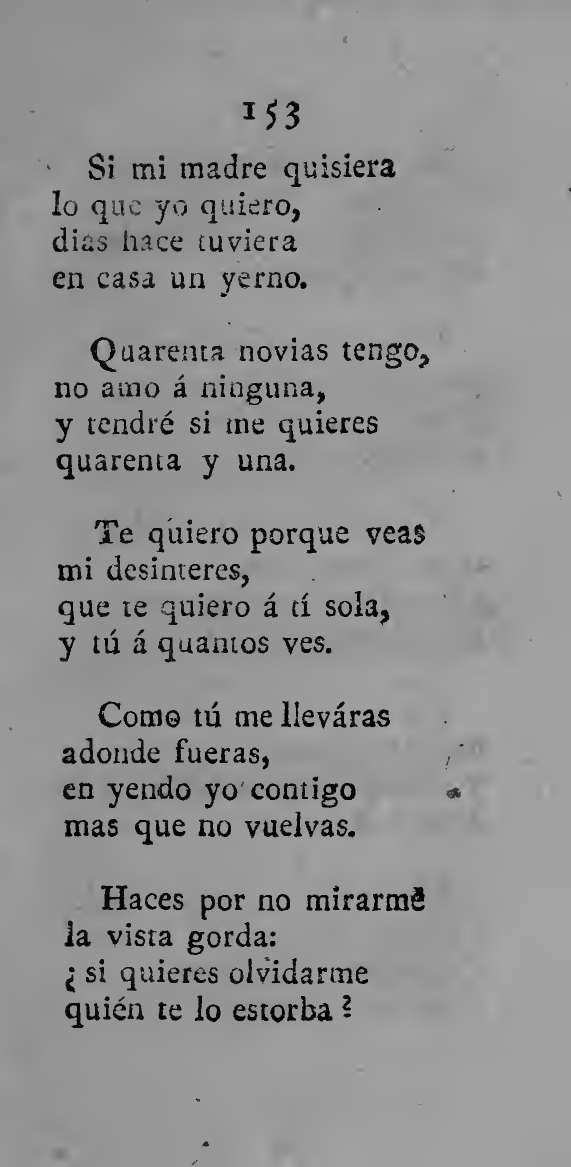 153
Si mi madre quisiera
lo que yo quiero,
dias hace tuviera
en casa un yerno.
Quarenta novias tengo,
no amo á ninguna,
y tendré si me quieres
quarenta y una.
Te quiero porque veas
mi desinteres,
que te quiero á tí sola,
y tú á quantos ves.
Como tú me lleváras
adonde fueras,
en yendo yo contigo
mas que no vuelvas.
Haces por no mirarme
la vista gorda:
¿ si quieres olvidarme
quién te lo estorba ?